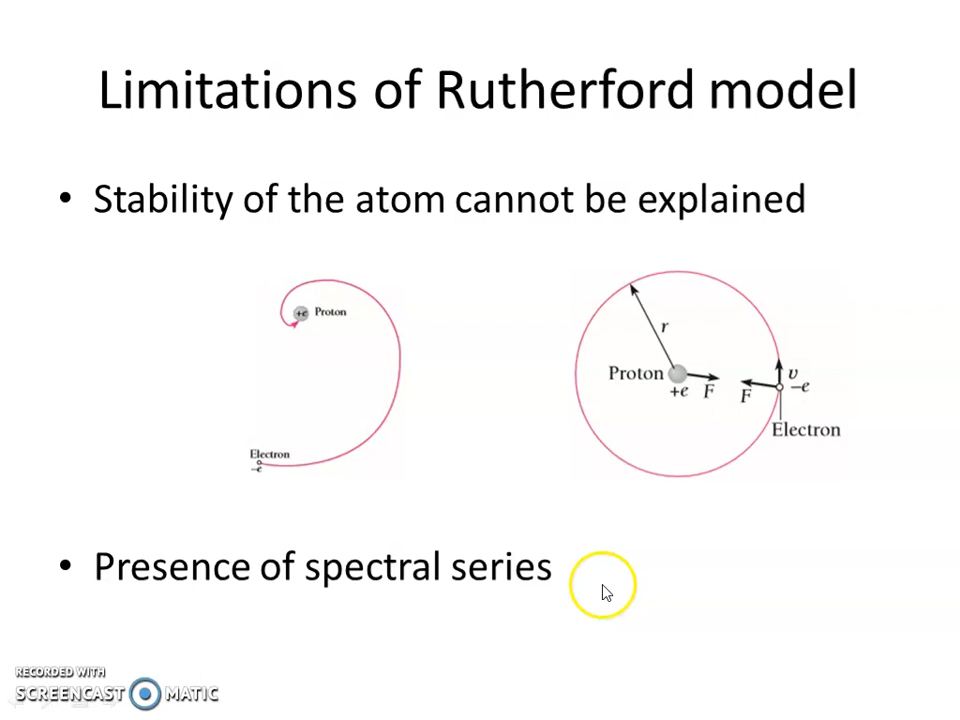 Limitations of Rutherford model
• Stability of the atom cannot be explained
+e Proton
Electron
−e
r
Proton
+e F
F
υ
−e
Electron
• Presence of spectral series
RECORDED WITH
SCREENCAST MATIC